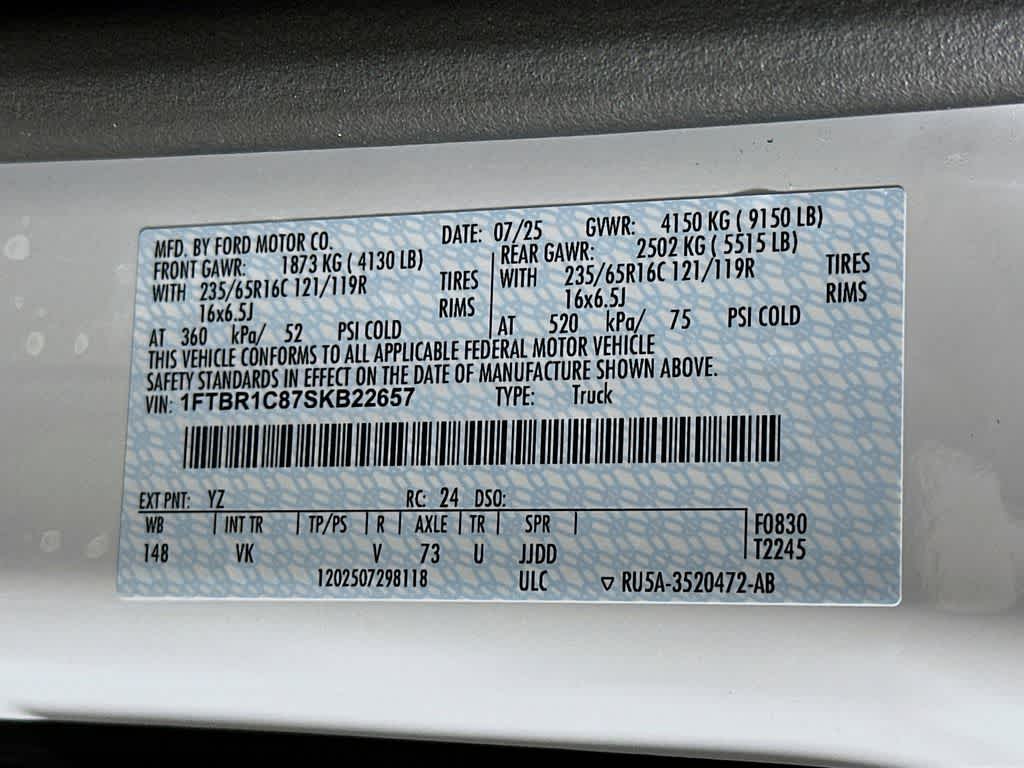 MFD. BY FORD MOTOR CO. DATE: 07/25 GVWR: 4150 KG ( 9150 LB)
FRONT GAWR: 1873 KG ( 4130 LB) REAR GAWR: 2502 KG ( 5515 LB)
WITH 235/65R16C 121/119R TIRES WITH 235/65R16C 121/119R TIRES
16x6.5J RIMS 16x6.5J RIMS
AT 360 kPa/ 52 PSI COLD AT 520 kPa/ 75 PSI COLD
THIS VEHICLE CONFORMS TO ALL APPLICABLE FEDERAL MOTOR VEHICLE
SAFETY STANDARDS IN EFFECT ON THE DATE OF MANUFACTURE SHOWN ABOVE.
VIN: 1FTBR1C87SKB22657 TYPE: Truck
EXT PNT: YZ RC: 24 DSO:
WB INT TR TP/PS R AXLE TR SPR F0830
148 VK V 73 U JJDD T2245
1202507298118 ULC ▽ RU5A-3520472-AB